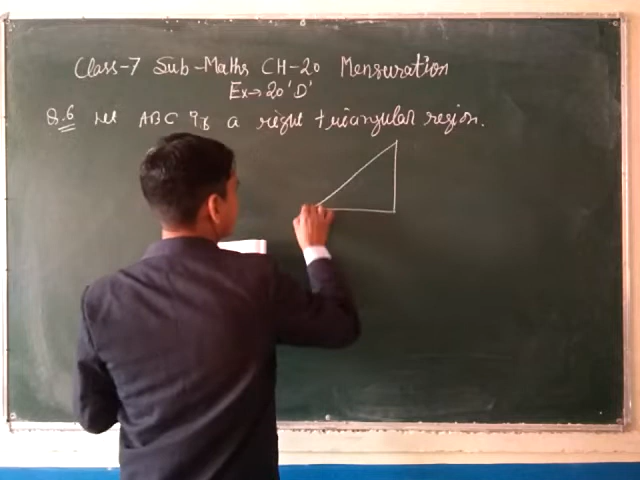 Class-7 Sub-Maths CH-20 Mensuration
Ex→20 'D'
Q.6 Let ABC is a right triangular region.